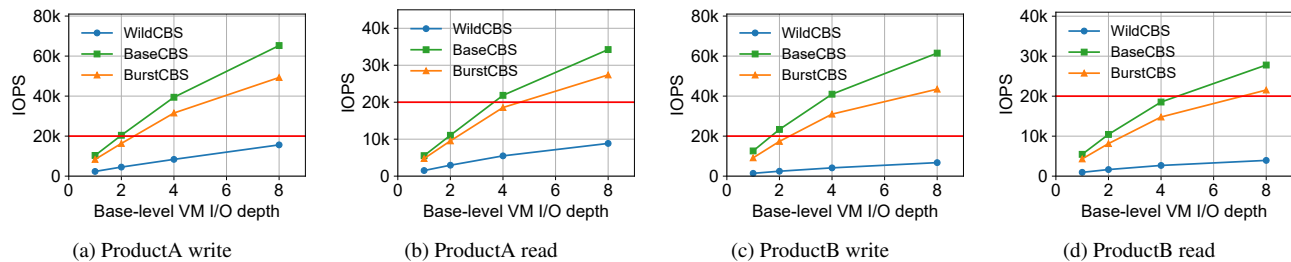 80k
60k
40k
20k
0
IOPS
WildCBS
BaseCBS
BurstCBS
0 2 4 6 8
Base-level VM I/O depth
(a) ProductA write
40k
30k
20k
10k
0
IOPS
WildCBS
BaseCBS
BurstCBS
0 2 4 6 8
Base-level VM I/O depth
(b) ProductA read
80k
60k
40k
20k
0
IOPS
WildCBS
BaseCBS
BurstCBS
0 2 4 6 8
Base-level VM I/O depth
(c) ProductB write
40k
30k
20k
10k
0
IOPS
WildCBS
BaseCBS
BurstCBS
0 2 4 6 8
Base-level VM I/O depth
(d) ProductB read